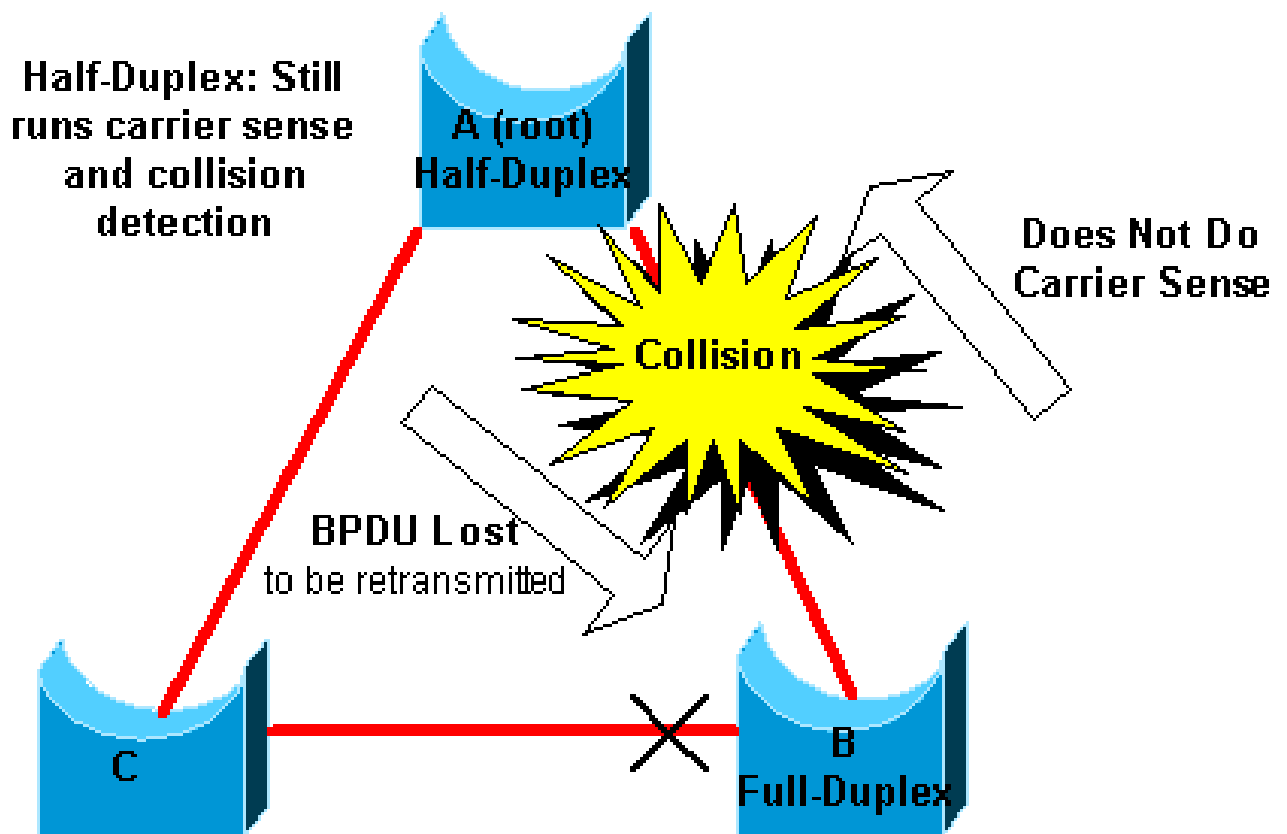 Half-Duplex: Still
runs carrier sense
and collision
detection
A (root)
Half-Duplex
Does Not Do
Carrier Sense
Collision
BPDU Lost
to be retransmitted
C
B
Full-Duplex